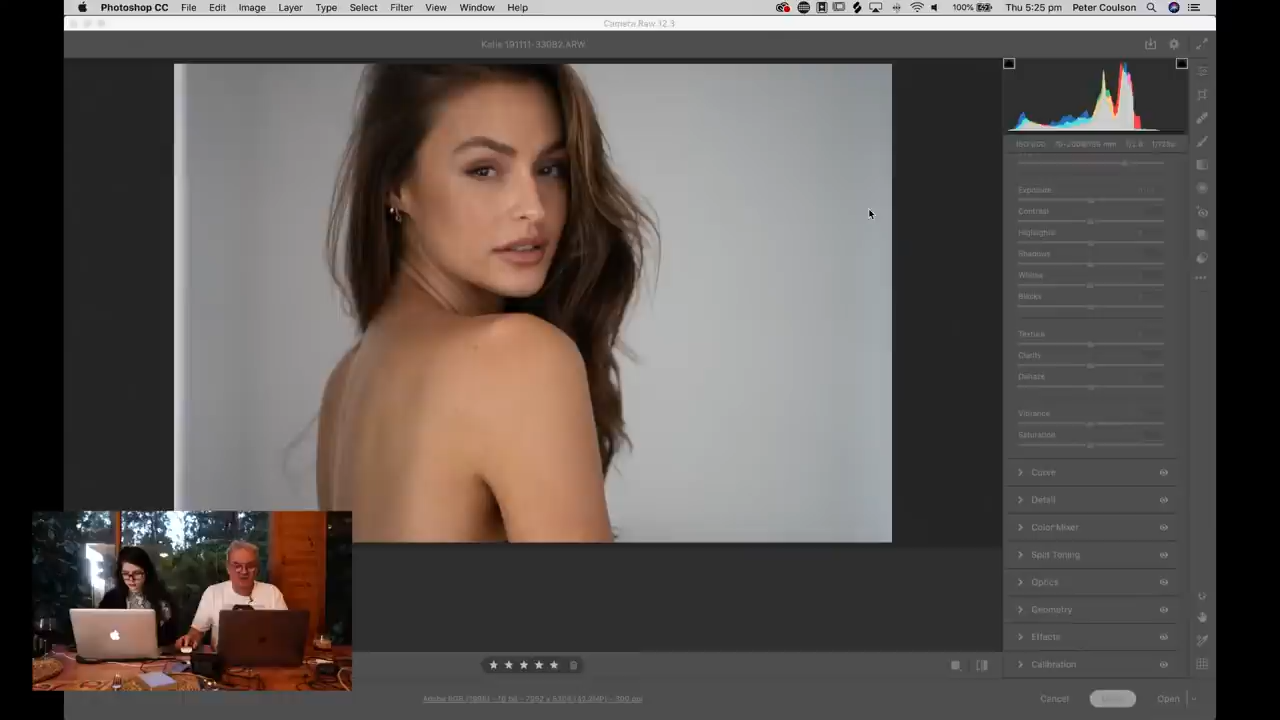 Photoshop CC File Edit Image Layer Type Select Filter View Window Help 100% Thu 5:25 pm Peter Coulson
Camera Raw 12.3
Katie 191111-33082.ARW
Exposure
Contrast
Highlights
Shadows
Whites
Blacks
Texture
Clarity
Dehaze
Vibrance
Saturation
Curve
Detail
Color Mixer
Split Toning
Optics
Geometry
Effects
Calibration
Cancel
Open